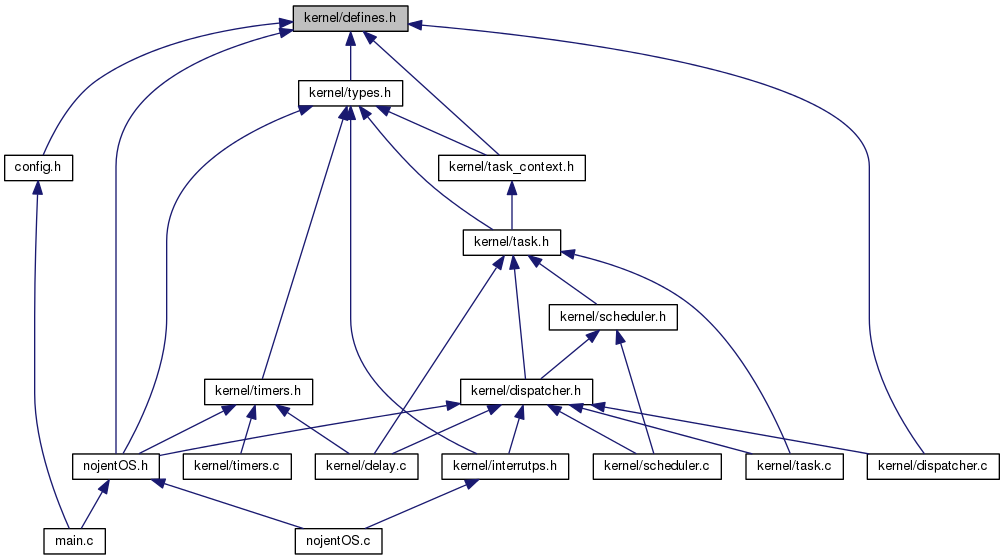 kernel/defines.h
kernel/types.h
config.h
kernel/task_context.h
kernel/task.h
kernel/scheduler.h
kernel/timers.h
kernel/dispatcher.h
nojentOS.h
kernel/timers.c
kernel/delay.c
kernel/interrutps.h
kernel/scheduler.c
kernel/task.c
kernel/dispatcher.c
main.c
nojentOS.c